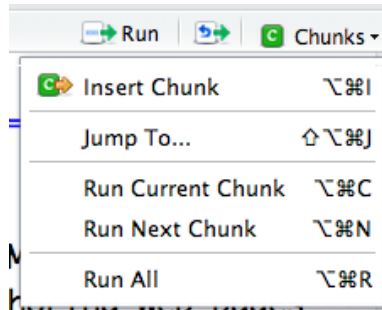 Run C Chunks
C Insert Chunk ⌥⌘I
Jump To... ⇧⌥⌘J
Run Current Chunk ⌥⌘C
Run Next Chunk ⌥⌘N
Run All ⌥⌘R